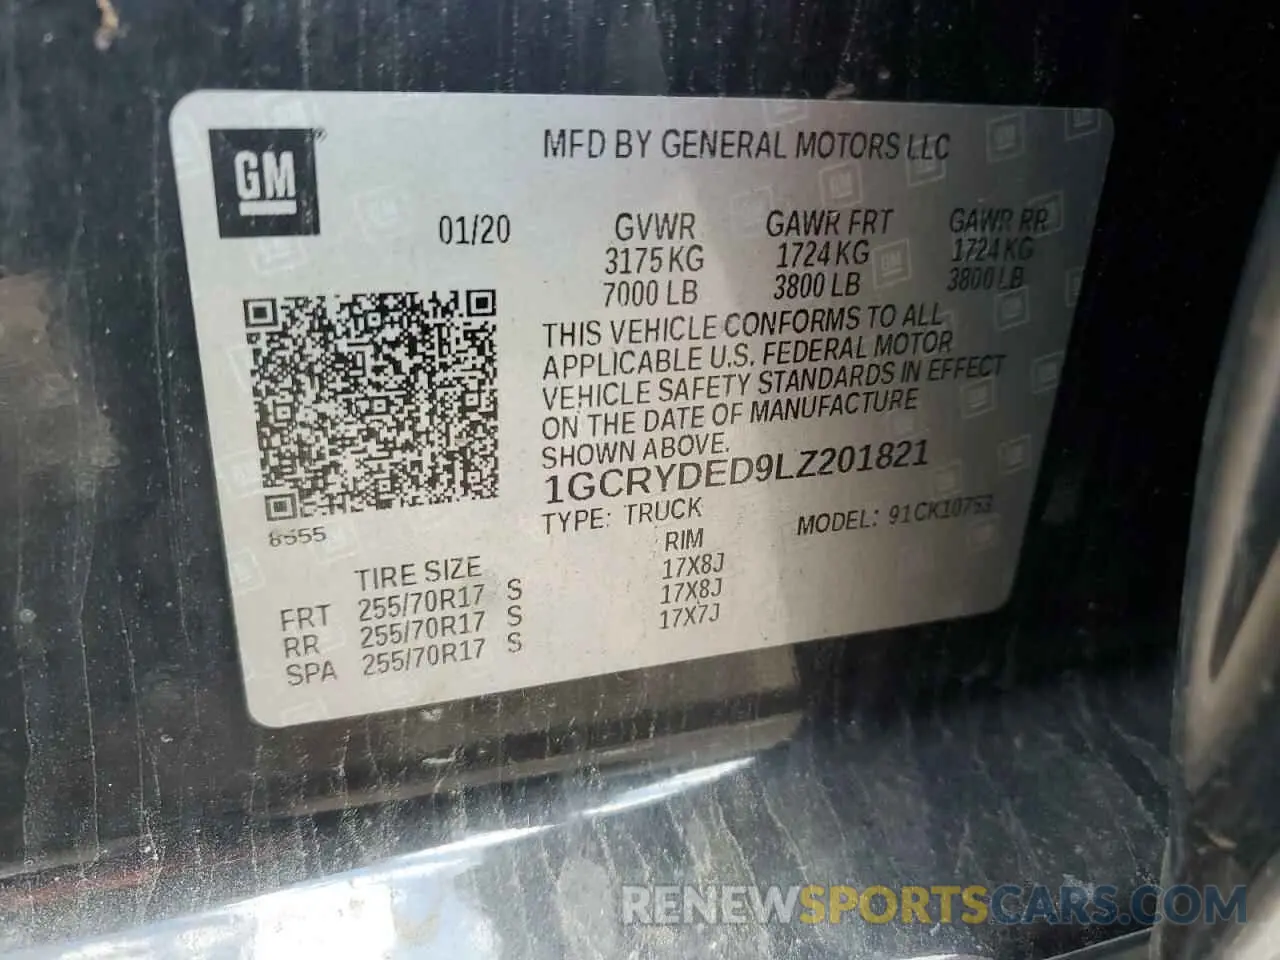 GM®
MFD BY GENERAL MOTORS LLC
01/20 GVWR GAWR FRT GAWR RR
3175 KG 1724 KG 1724 KG
7000 LB 3800 LB 3800 LB
THIS VEHICLE CONFORMS TO ALL
APPLICABLE U.S. FEDERAL MOTOR
VEHICLE SAFETY STANDARDS IN EFFECT
ON THE DATE OF MANUFACTURE
SHOWN ABOVE.
1GCRYDED9LZ201821
TYPE: TRUCK MODEL: 91CK10753
8555
TIRE SIZE RIM
FRT 255/70R17 S 17X8J
RR 255/70R17 S 17X8J
SPA 255/70R17 S 17X7J
RENEWSPORTSCARS.COM